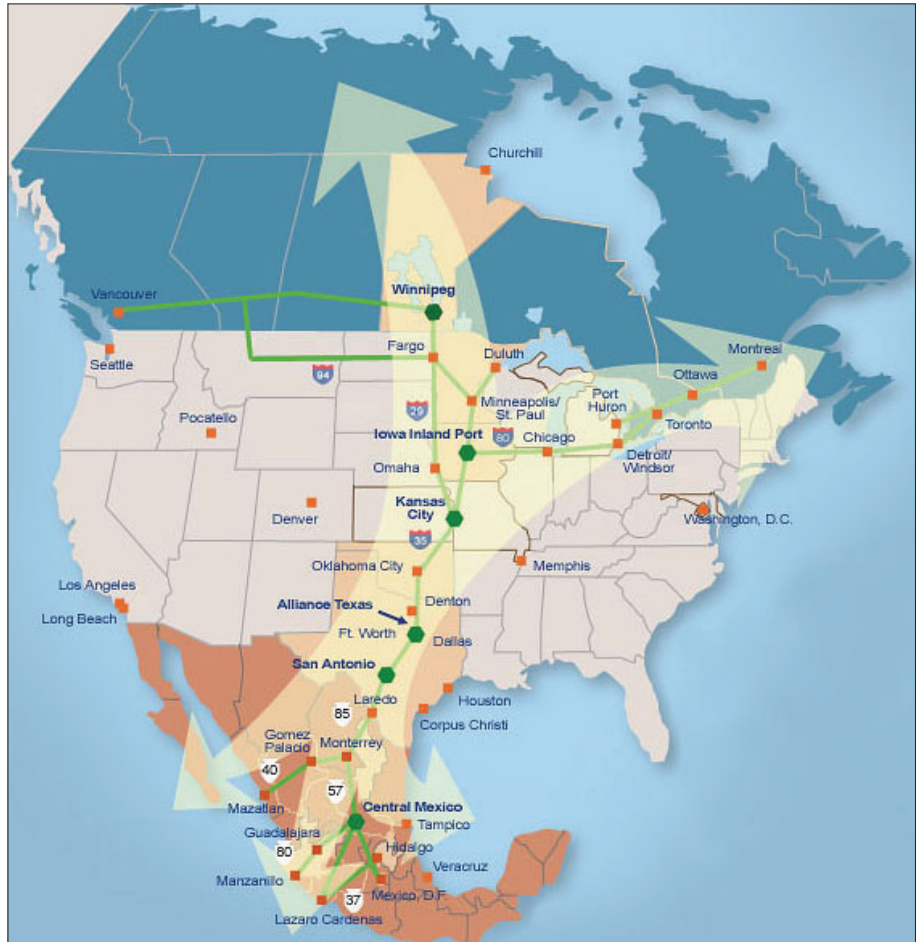 Churchill
Vancouver
Winnipeg
Seattle
Fargo
Duluth
Montreal
94
Ottawa
Pocatello
29
Minneapolis/
St. Paul
Port
Huron
Toronto
Iowa Inland Port
80
Chicago
Detroit/
Windsor
Omaha
Denver
Kansas
City
Washington, D.C.
35
Oklahoma City
Memphis
Los Angeles
Long Beach
Alliance Texas
Denton
Ft. Worth
Dallas
San Antonio
Houston
Laredo
85
Corpus Christi
Gomez
Palacio
Monterrey
40
57
Mazatlan
Central Mexico
Tampico
Guadalajara
80
Hidalgo
Veracruz
Manzanillo
Mexico, D.F.
37
Lazaro Cardenas